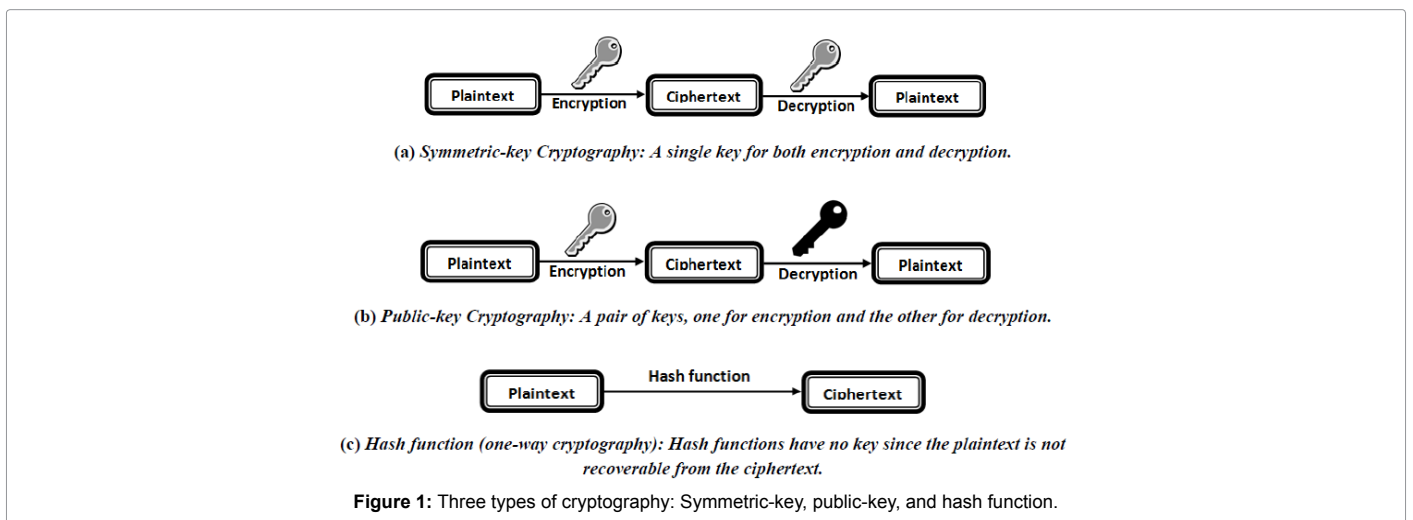 Plaintext Encryption Ciphertext Decryption Plaintext
(a) Symmetric-key Cryptography: A single key for both encryption and decryption.
Plaintext Encryption Ciphertext Decryption Plaintext
(b) Public-key Cryptography: A pair of keys, one for encryption and the other for decryption.
Plaintext Hash function Ciphertext
(c) Hash function (one-way cryptography): Hash functions have no key since the plaintext is not
recoverable from the ciphertext.
Figure 1: Three types of cryptography: Symmetric-key, public-key, and hash function.